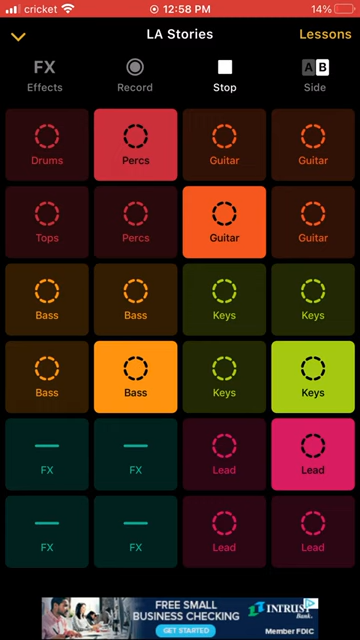 cricket
12:58 PM
14%
LA Stories
Lessons
FX
A B
Effects
Record
Stop
Side
Drums
Percs
Guitar
Guitar
Tops
Percs
Guitar
Guitar
Bass
Bass
Keys
Keys
Bass
Bass
Keys
Keys
FX
FX
Lead
Lead
FX
FX
Lead
Lead
FREE SMALL
BUSINESS CHECKING
GET STARTED
INTRUST
Bank
Member FDIC